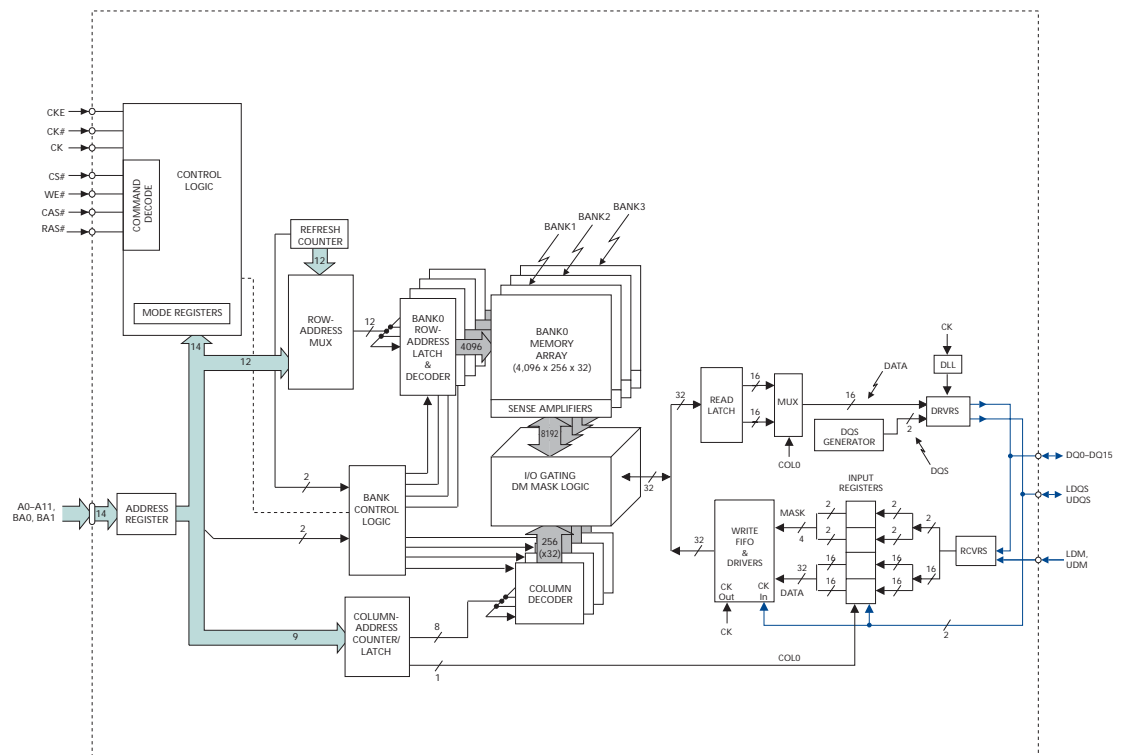 CKE
CK#
CK
CS#
WE#
CAS#
RAS#
COMMAND
DECODE
CONTROL
LOGIC
MODE REGISTERS
REFRESH
COUNTER
12
ROW-
ADDRESS
MUX
12
12
14
BANK0
ROW-
ADDRESS
LATCH
&
DECODER
4096
BANK1
BANK2
BANK3
BANK0
MEMORY
ARRAY
(4,096 x 256 x 32)
SENSE AMPLIFIERS
8192
I/O GATING
DM MASK LOGIC
32
A0–A11,
BA0, BA1
14
ADDRESS
REGISTER
2
2
BANK
CONTROL
LOGIC
256
(x32)
COLUMN
DECODER
9
COLUMN-
ADDRESS
COUNTER/
LATCH
8
1
COL0
32
READ
LATCH
16
16
MUX
COL0
16
DATA
DQS
GENERATOR
2
DQS
CK
DLL
DRVRS
DQ0–DQ15
LDQS
UDQS
LDM,
UDM
32
WRITE
FIFO
&
DRIVERS
CK
Out
CK
In
CK
MASK
4
32
DATA
INPUT
REGISTERS
2
2
16
16
2
2
16
16
2
16
RCVRS
2